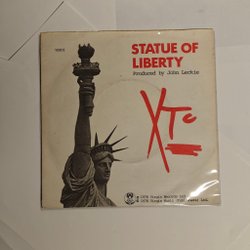 STATUE OF
LIBERTY
Produced by John Leckie
XTC